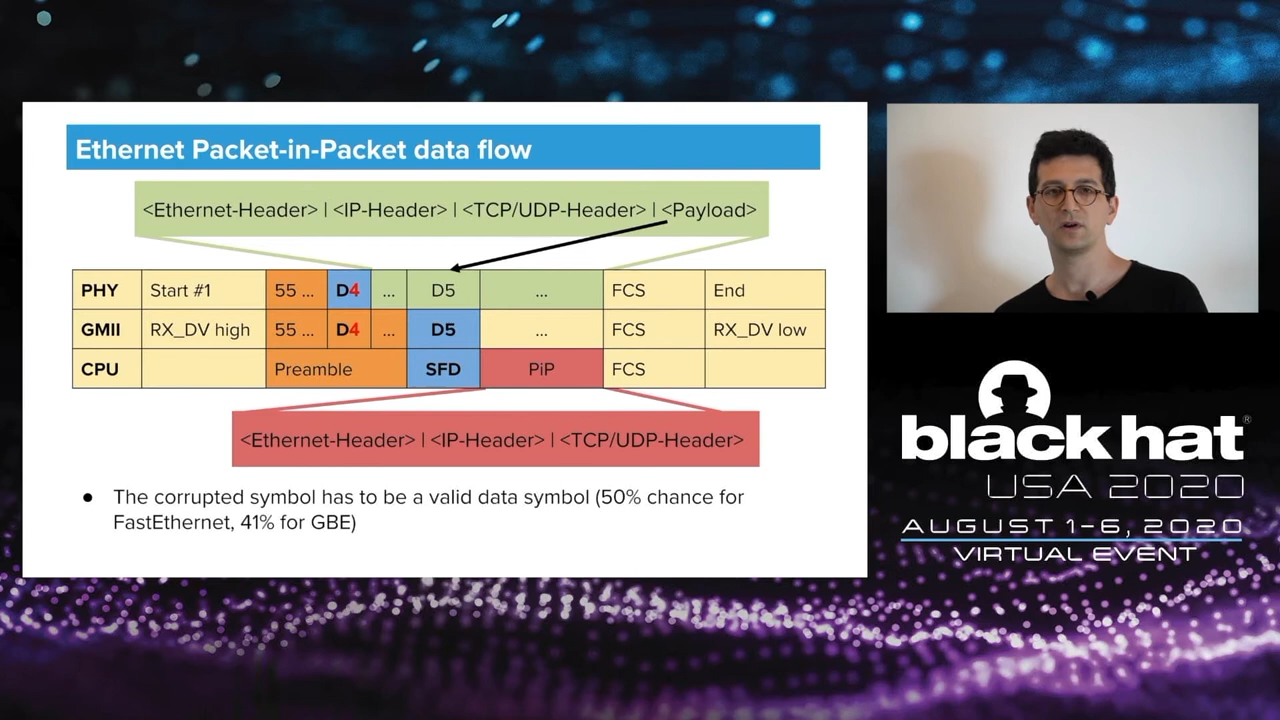 Ethernet Packet-in-Packet data flow
<Ethernet-Header> | <IP-Header> | <TCP/UDP-Header> | <Payload>
PHY Start #1 55 ... D4 ... D5 ... FCS End
GMII RX_DV high 55 ... D4 ... D5 ... FCS RX_DV low
CPU Preamble SFD PiP FCS
<Ethernet-Header> | <IP-Header> | <TCP/UDP-Header>
● The corrupted symbol has to be a valid data symbol (50% chance for
FastEthernet, 41% for GBE)
black hat®
USA 2020
AUGUST 1-6, 2020
VIRTUAL EVENT